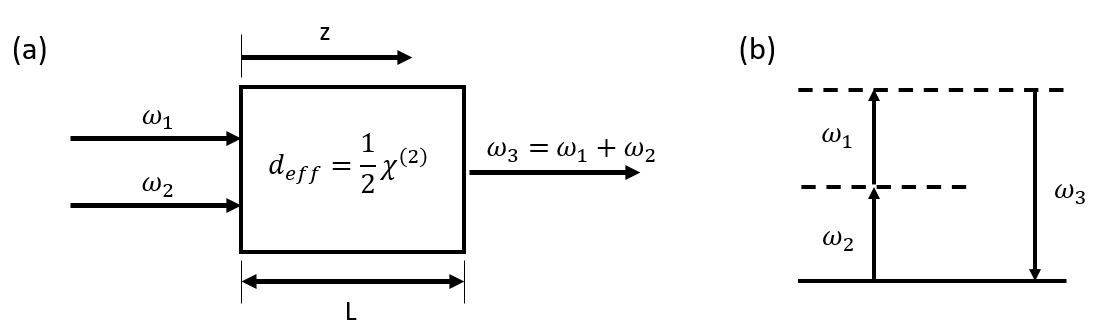 (a)
z
ω₁
ω₂
d_eff = 1/2 χ⁽²⁾
ω₃ = ω₁ + ω₂
L
(b)
ω₁
ω₂
ω₃